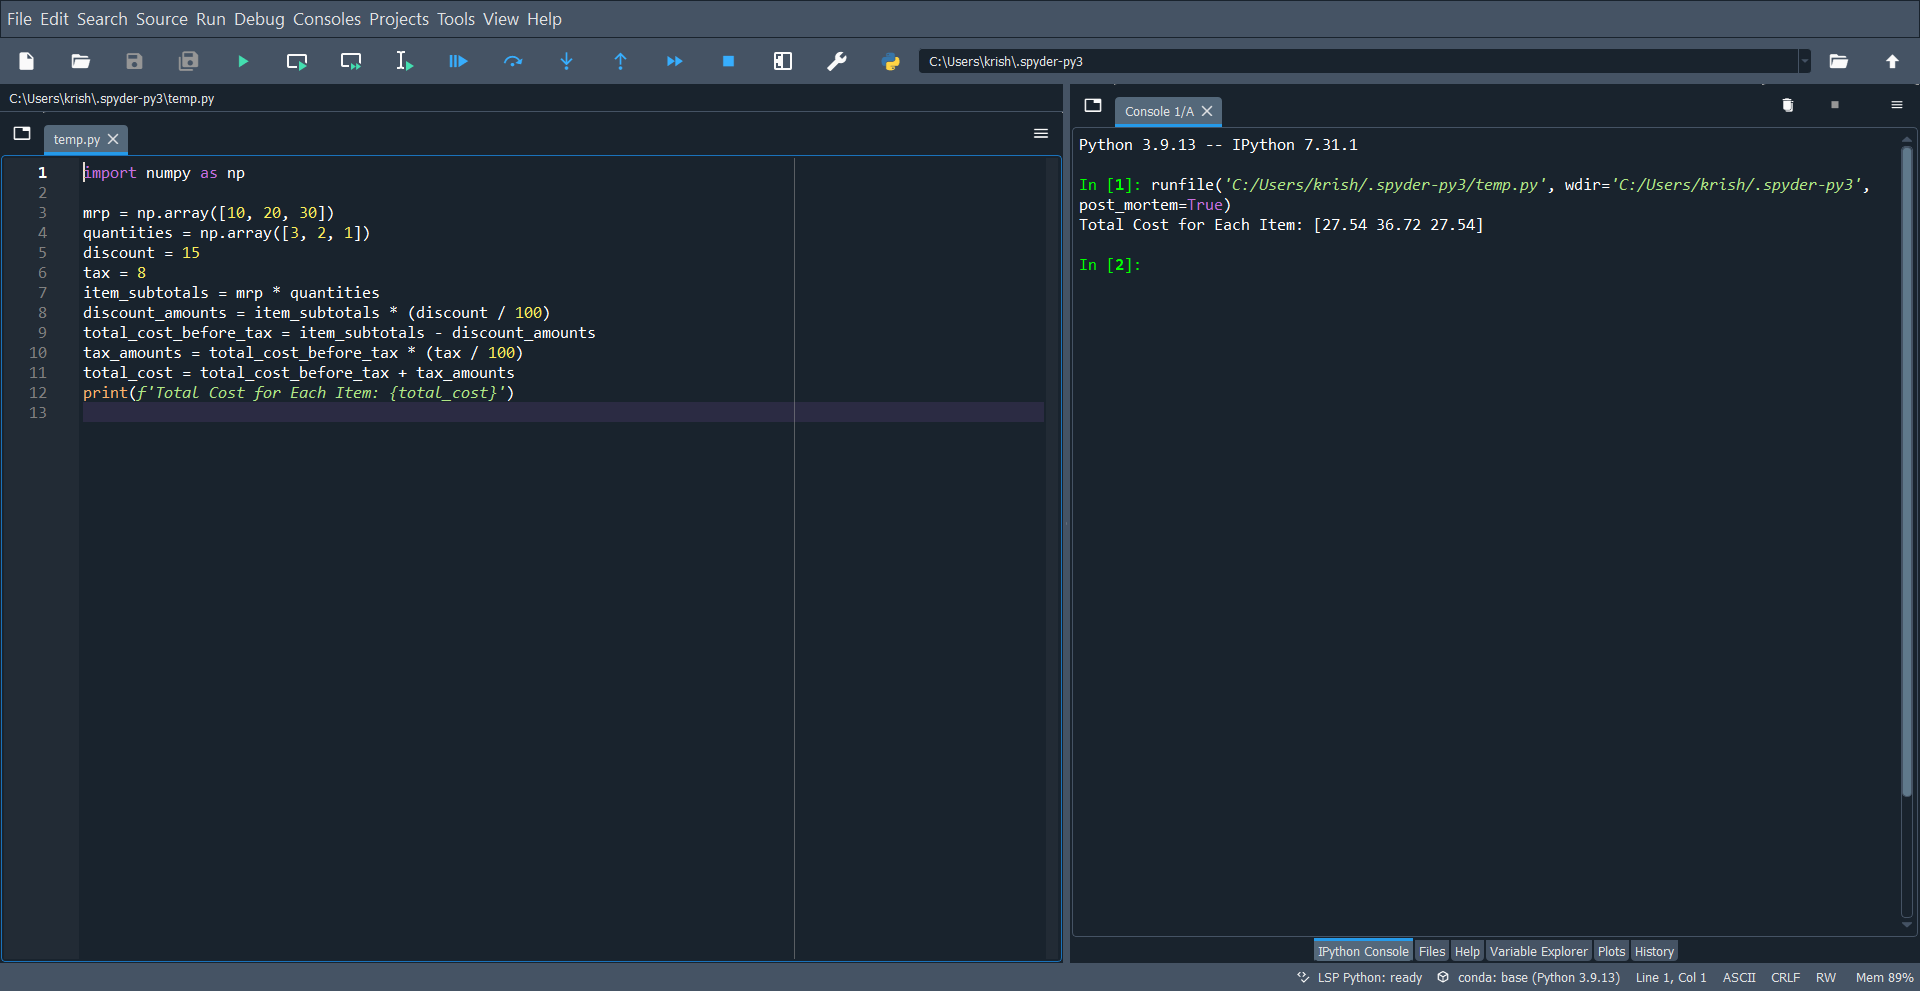 File Edit Search Source Run Debug Consoles Projects Tools View Help
C:\Users\krish\.spyder-py3
C:\Users\krish\.spyder-py3\temp.py
temp.py
1 import numpy as np
2
3 mrp = np.array([10, 20, 30])
4 quantities = np.array([3, 2, 1])
5 discount = 15
6 tax = 8
7 item_subtotals = mrp * quantities
8 discount_amounts = item_subtotals * (discount / 100)
9 total_cost_before_tax = item_subtotals - discount_amounts
10 tax_amounts = total_cost_before_tax * (tax / 100)
11 total_cost = total_cost_before_tax + tax_amounts
12 print(f'Total Cost for Each Item: {total_cost}')
13
Console 1/A
Python 3.9.13 -- IPython 7.31.1
In [1]: runfile('C:/Users/krish/.spyder-py3/temp.py', wdir='C:/Users/krish/.spyder-py3',
post_mortem=True)
Total Cost for Each Item: [27.54 36.72 27.54]
In [2]:
IPython Console Files Help Variable Explorer Plots History
LSP Python: ready conda: base (Python 3.9.13) Line 1, Col 1 ASCII CRLF RW Mem 89%